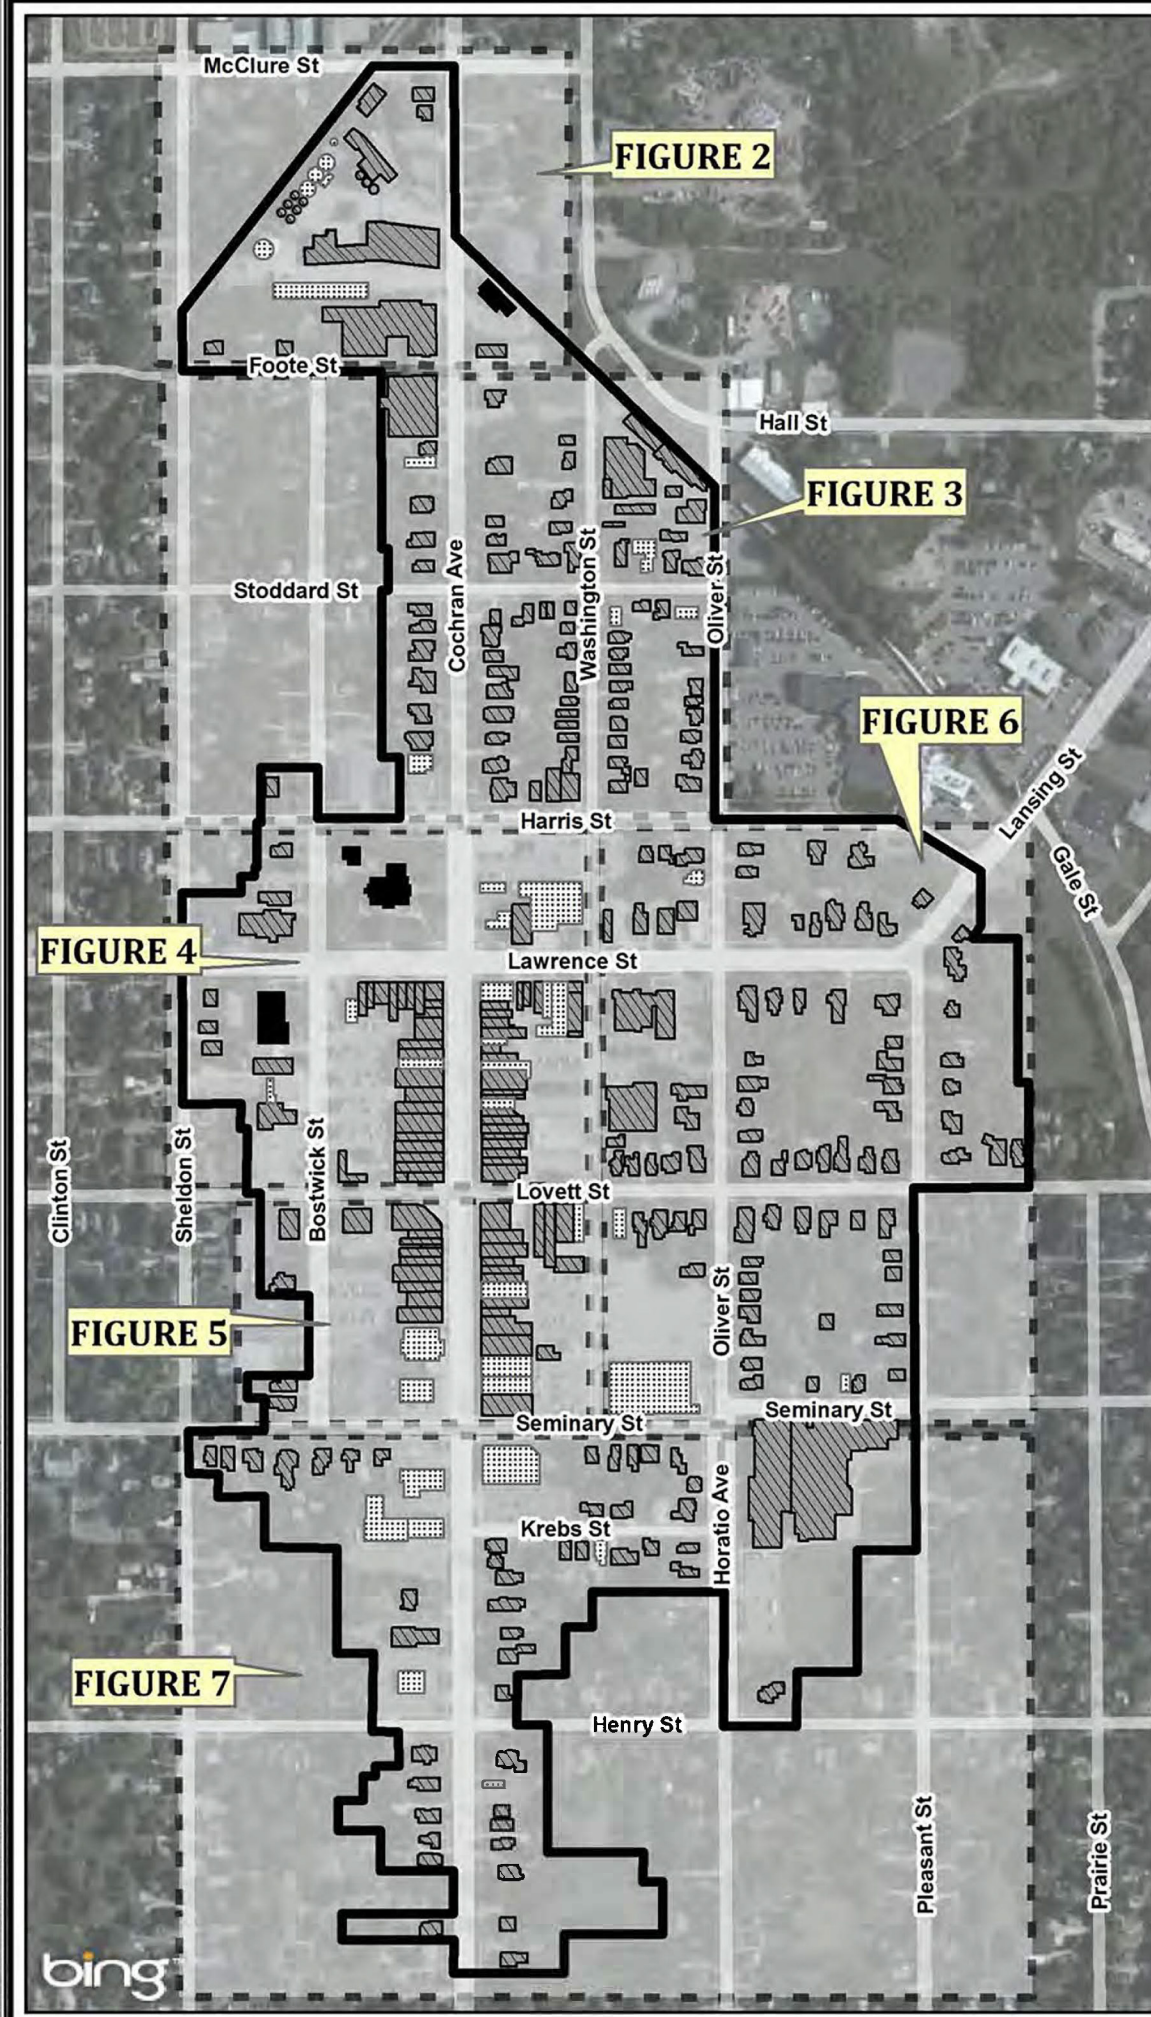 McClure St
FIGURE 2
Foote St
Hall St
FIGURE 3
Stoddard St
Cochran Ave
Washington St
Oliver St
FIGURE 6
Harris St
Lansing St
Gale St
FIGURE 4
Lawrence St
Clinton St
Sheldon St
Bostwick St
Lovett St
FIGURE 5
Oliver St
Seminary St
Seminary St
Krebs St
Horatio Ave
FIGURE 7
Henry St
Pleasant St
Prairie St
bing™